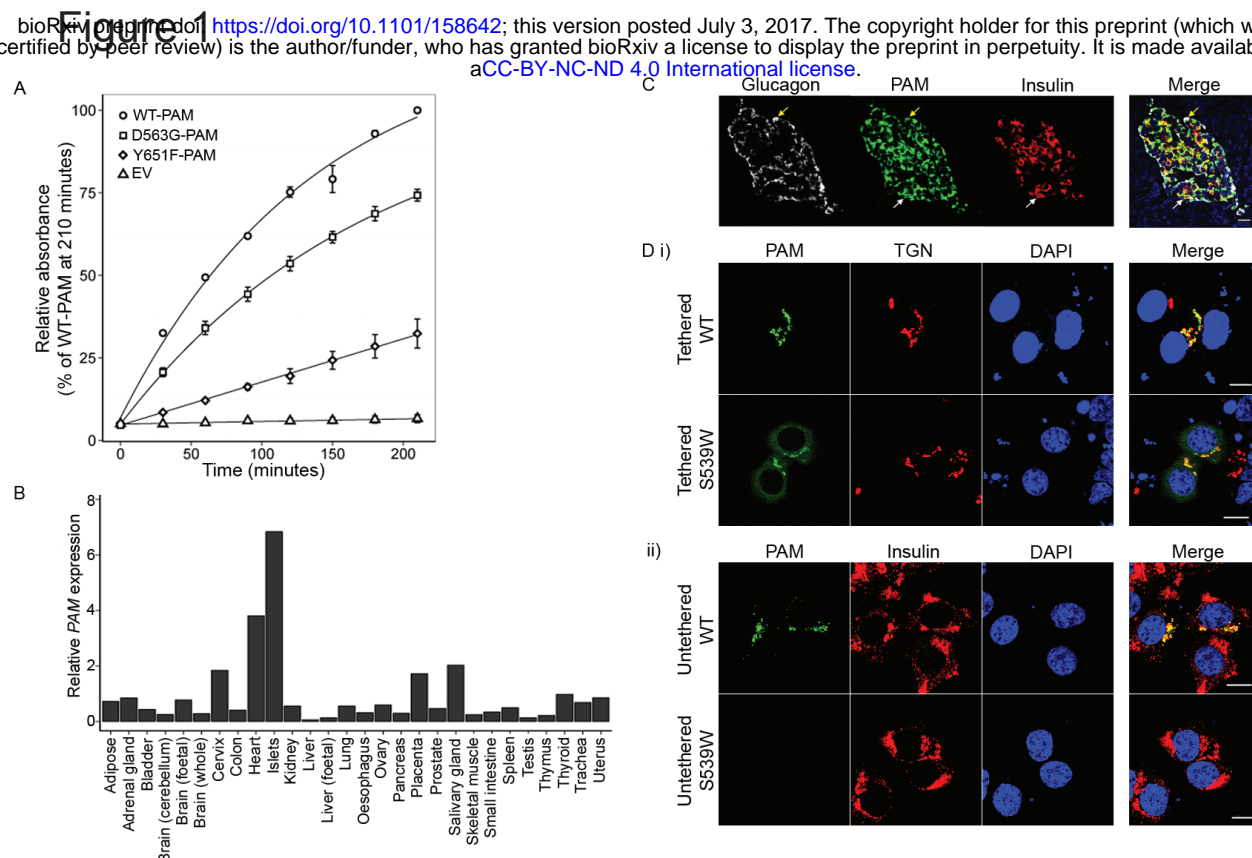 Figure 1
bioRxiv preprint doi: https://doi.org/10.1101/158642; this version posted July 3, 2017. The copyright holder for this preprint (which w
certified by peer review) is the author/funder, who has granted bioRxiv a license to display the preprint in perpetuity. It is made availab
aCC-BY-NC-ND 4.0 International license.
A
100
75
50
25
0
Relative absorbance
(% of WT-PAM at 210 minutes)
WT-PAM
D563G-PAM
Y651F-PAM
EV
0 50 100 150 200
Time (minutes)
B
8
6
4
2
0
Relative PAM expression
Adipose
Adrenal gland
Bladder
Brain (cerebellum)
Brain (foetal)
Brain (whole)
Cervix
Colon
Heart
Islets
Kidney
Liver
Liver (foetal)
Lung
Oesophagus
Ovary
Pancreas
Placenta
Prostate
Salivary gland
Skeletal muscle
Small intestine
Spleen
Testis
Thymus
Thyroid
Trachea
Uterus
C
Glucagon PAM Insulin Merge
D i)
PAM TGN DAPI Merge
Tethered
WT
Tethered
S539W
ii)
PAM Insulin DAPI Merge
Untethered
WT
Untethered
S539W